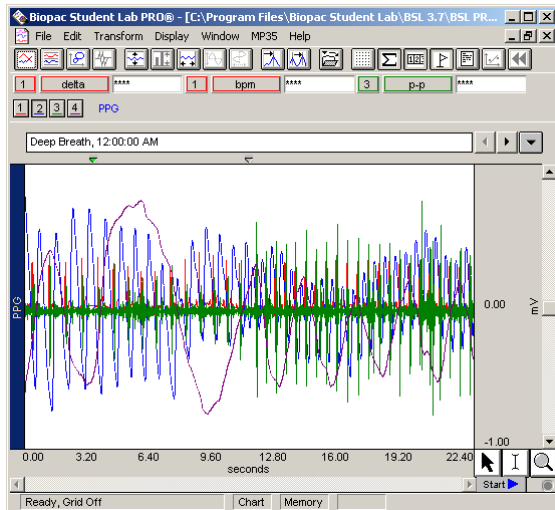 Biopac Student Lab PRO® - [C:\Program Files\Biopac Student Lab\BSL 3.7\BSL PR...
File Edit Transform Display Window MP35 Help
1 delta **** 1 bpm **** 3 p-p ****
1 2 3 4 PPG
Deep Breath, 12:00:00 AM
PPG
0.00
mV
-1.00
0.00 3.20 6.40 9.60 12.80 16.00 19.20 22.40
seconds
Start
Ready, Grid Off Chart Memory